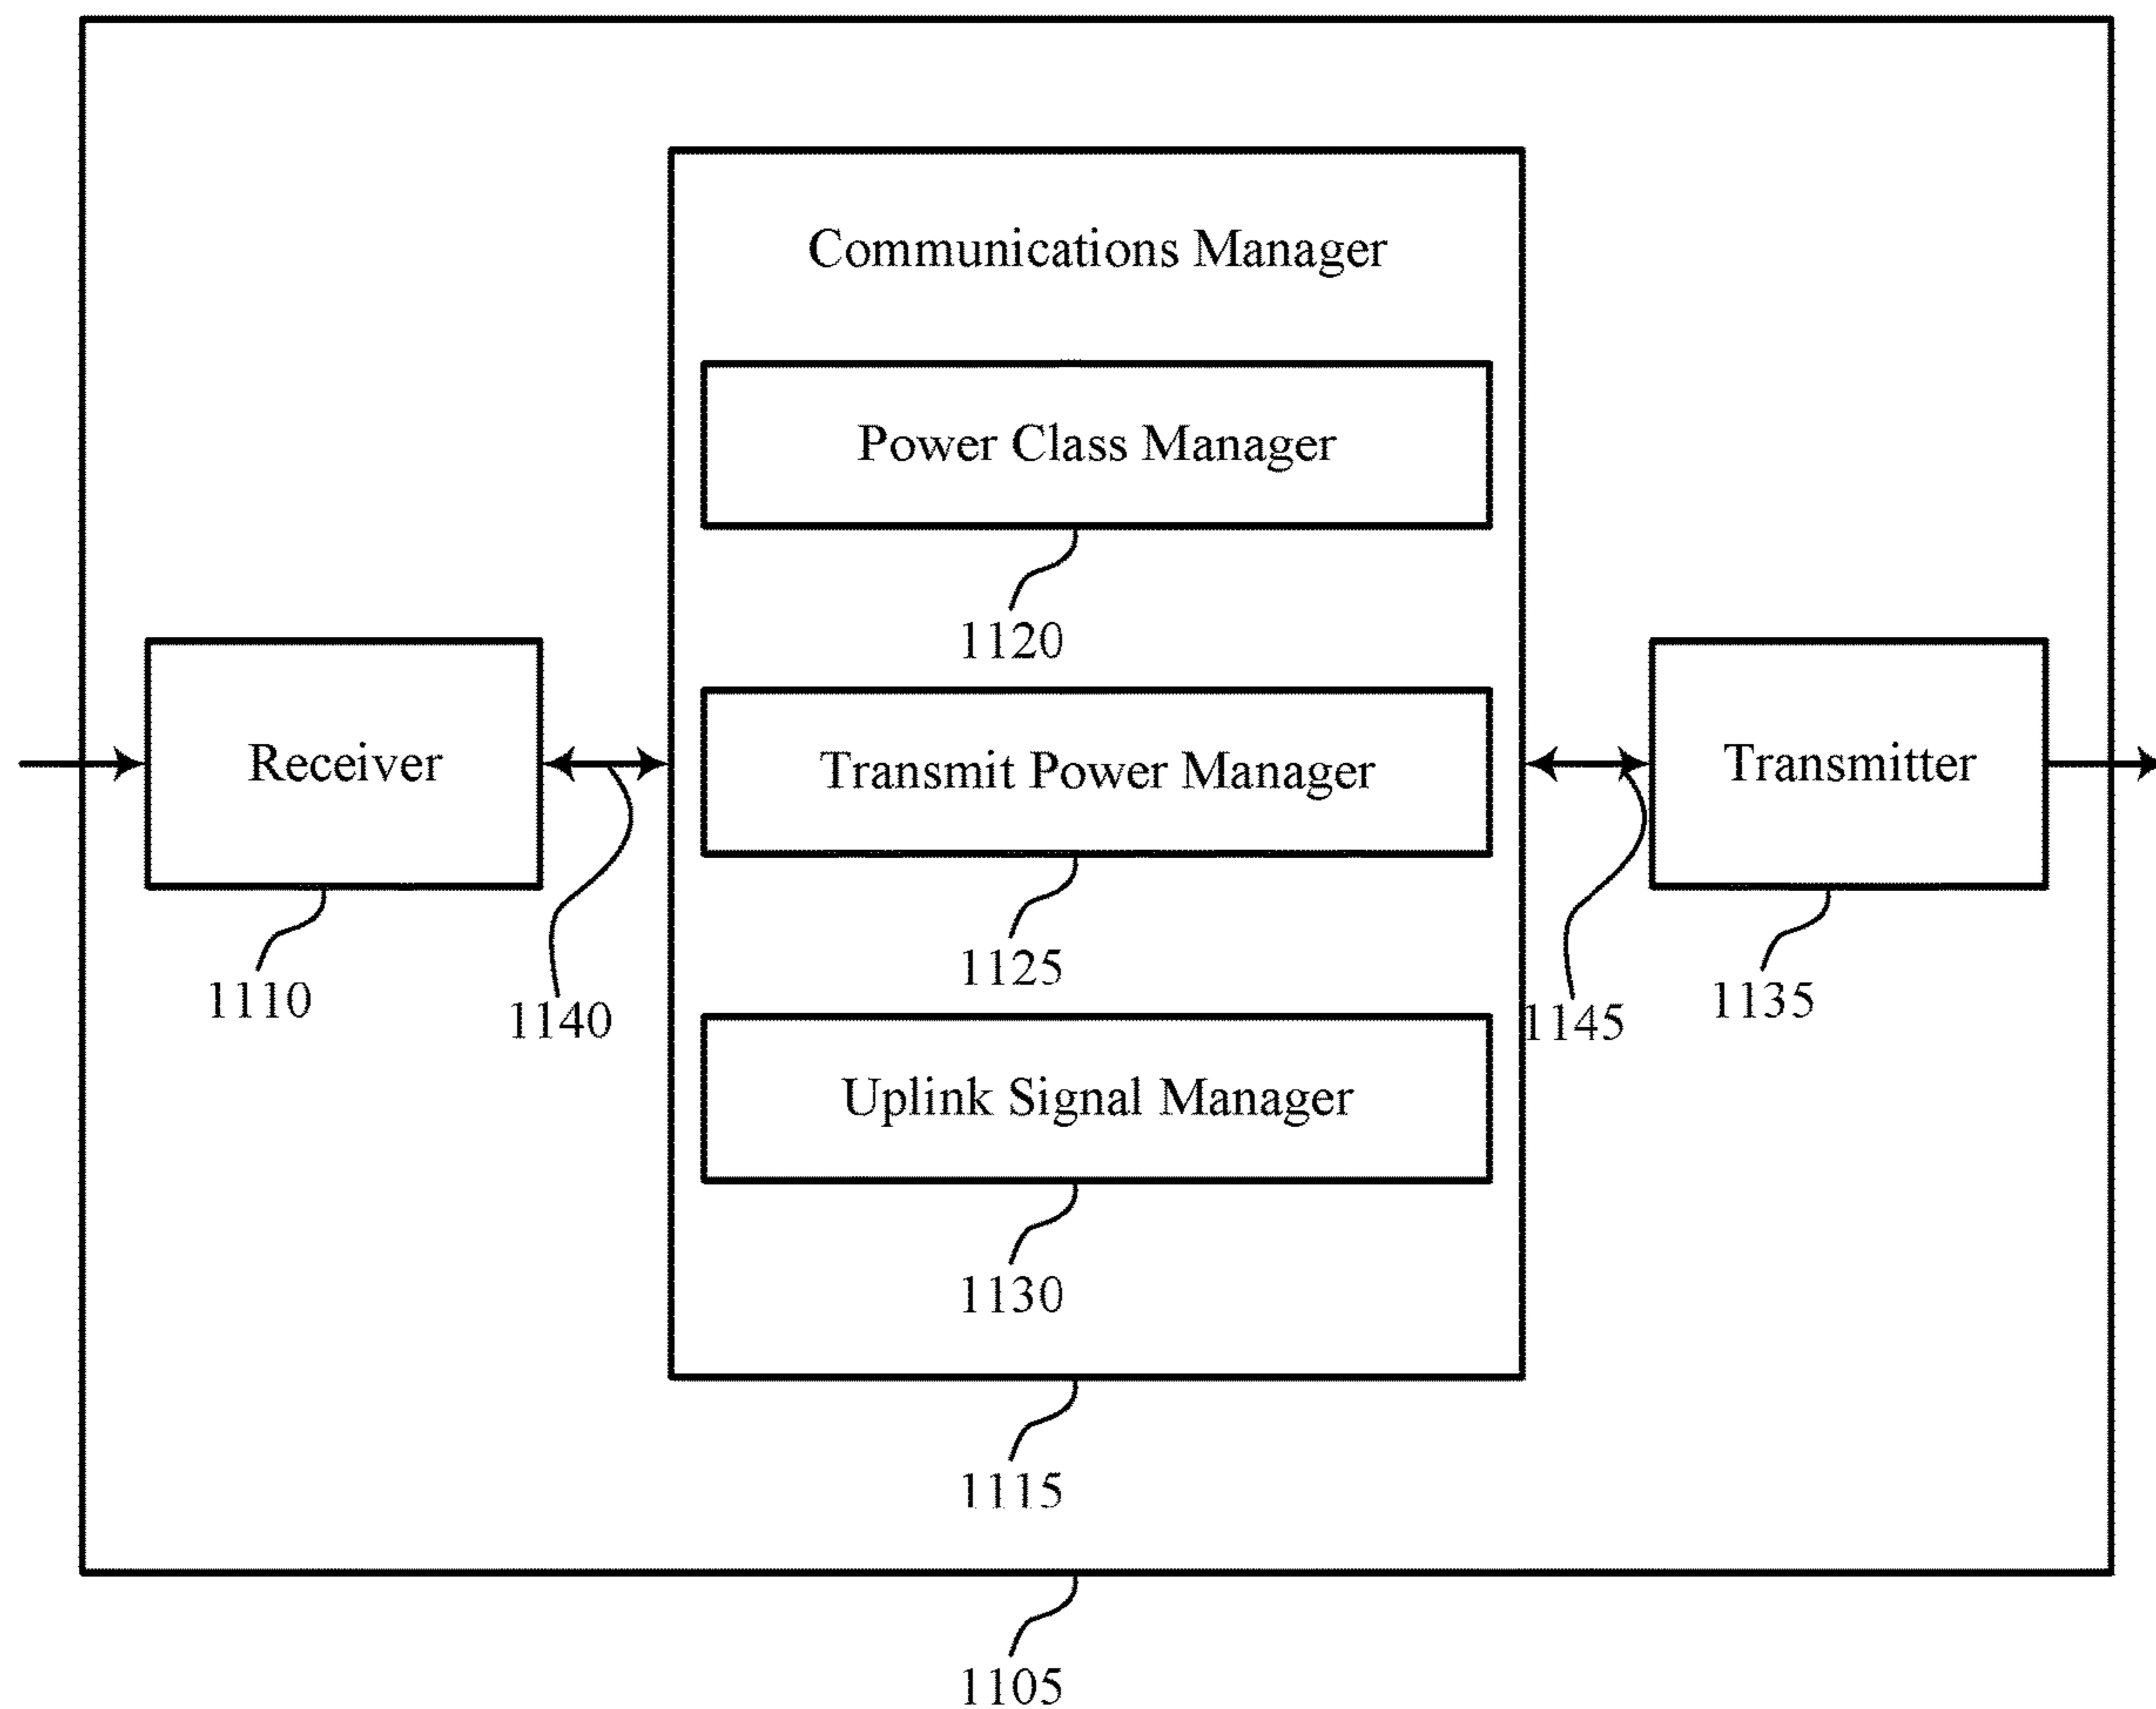 Communications Manager
Power Class Manager
1120
Receiver
Transmit Power Manager
Transmitter
1110
1140
1125
1145
1135
Uplink Signal Manager
1130
1115
1105